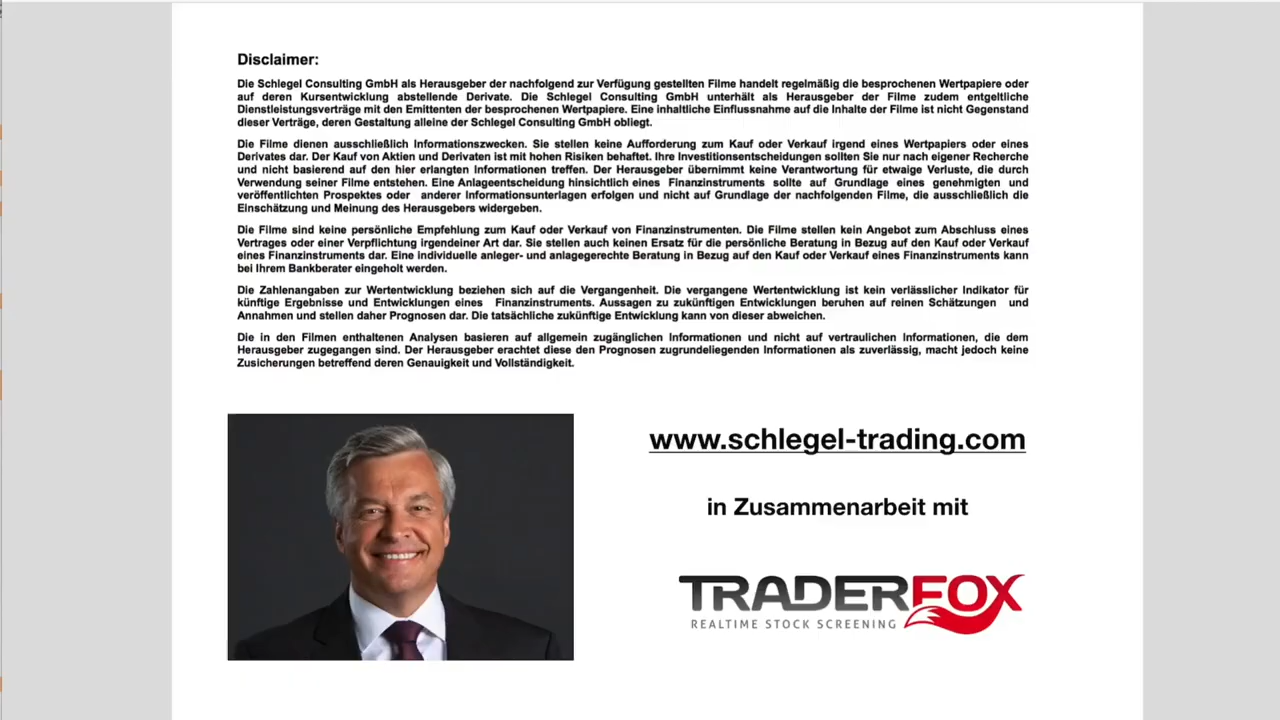 Disclaimer:
Die Schlegel Consulting GmbH als Herausgeber der nachfolgend zur Verfügung gestellten Filme handelt regelmäßig die besprochenen Wertpapiere oder
auf deren Kursentwicklung abstellende Derivate. Die Schlegel Consulting GmbH unterhält als Herausgeber der Filme zudem entgeltliche
Dienstleistungsverträge mit den Emittenten der besprochenen Wertpapiere. Eine inhaltliche Einflussnahme auf die Inhalte der Filme ist nicht Gegenstand
dieser Verträge, deren Gestaltung alleine der Schlegel Consulting GmbH obliegt.
Die Filme dienen ausschließlich Informationszwecken. Sie stellen keine Aufforderung zum Kauf oder Verkauf irgend eines Wertpapiers oder eines
Derivates dar. Der Kauf von Aktien und Derivaten ist mit hohen Risiken behaftet. Ihre Investitionsentscheidungen sollten Sie nur nach eigener Recherche
und nicht basierend auf den hier erlangten Informationen treffen. Der Herausgeber übernimmt keine Verantwortung für etwaige Verluste, die durch
Verwendung seiner Filme entstehen. Eine Anlageentscheidung hinsichtlich eines Finanzinstruments sollte auf Grundlage eines genehmigten und
veröffentlichten Prospektes oder anderer Informationsunterlagen erfolgen und nicht auf Grundlage der nachfolgenden Filme, die ausschließlich die
Einschätzung und Meinung des Herausgebers widergeben.
Die Filme sind keine persönliche Empfehlung zum Kauf oder Verkauf von Finanzinstrumenten. Die Filme stellen kein Angebot zum Abschluss eines
Vertrages oder einer Verpflichtung irgendeiner Art dar. Sie stellen auch keinen Ersatz für die persönliche Beratung in Bezug auf den Kauf oder Verkauf
eines Finanzinstruments dar. Eine individuelle anleger- und anlagegerechte Beratung in Bezug auf den Kauf oder Verkauf eines Finanzinstruments kann
bei Ihrem Bankberater eingeholt werden.
Die Zahlenangaben zur Wertentwicklung beziehen sich auf die Vergangenheit. Die vergangene Wertentwicklung ist kein verlässlicher Indikator für
künftige Ergebnisse und Entwicklungen eines Finanzinstruments. Aussagen zu zukünftigen Entwicklungen beruhen auf reinen Schätzungen und
Annahmen und stellen daher Prognosen dar. Die tatsächliche zukünftige Entwicklung kann von dieser abweichen.
Die in den Filmen enthaltenen Analysen basieren auf allgemein zugänglichen Informationen und nicht auf vertraulichen Informationen, die dem
Herausgeber zugegangen sind. Der Herausgeber erachtet diese den Prognosen zugrundeliegenden Informationen als zuverlässig, macht jedoch keine
Zusicherungen betreffend deren Genauigkeit und Vollständigkeit.
www.schlegel-trading.com
in Zusammenarbeit mit
TRADERFOX
REALTIME STOCK SCREENING